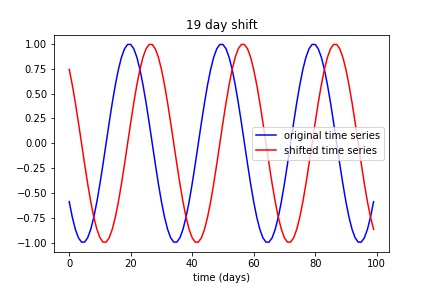 19 day shift
1.00
0.75
0.50
0.25
0.00
−0.25
−0.50
−0.75
−1.00
original time series
shifted time series
0 20 40 60 80 100
time (days)